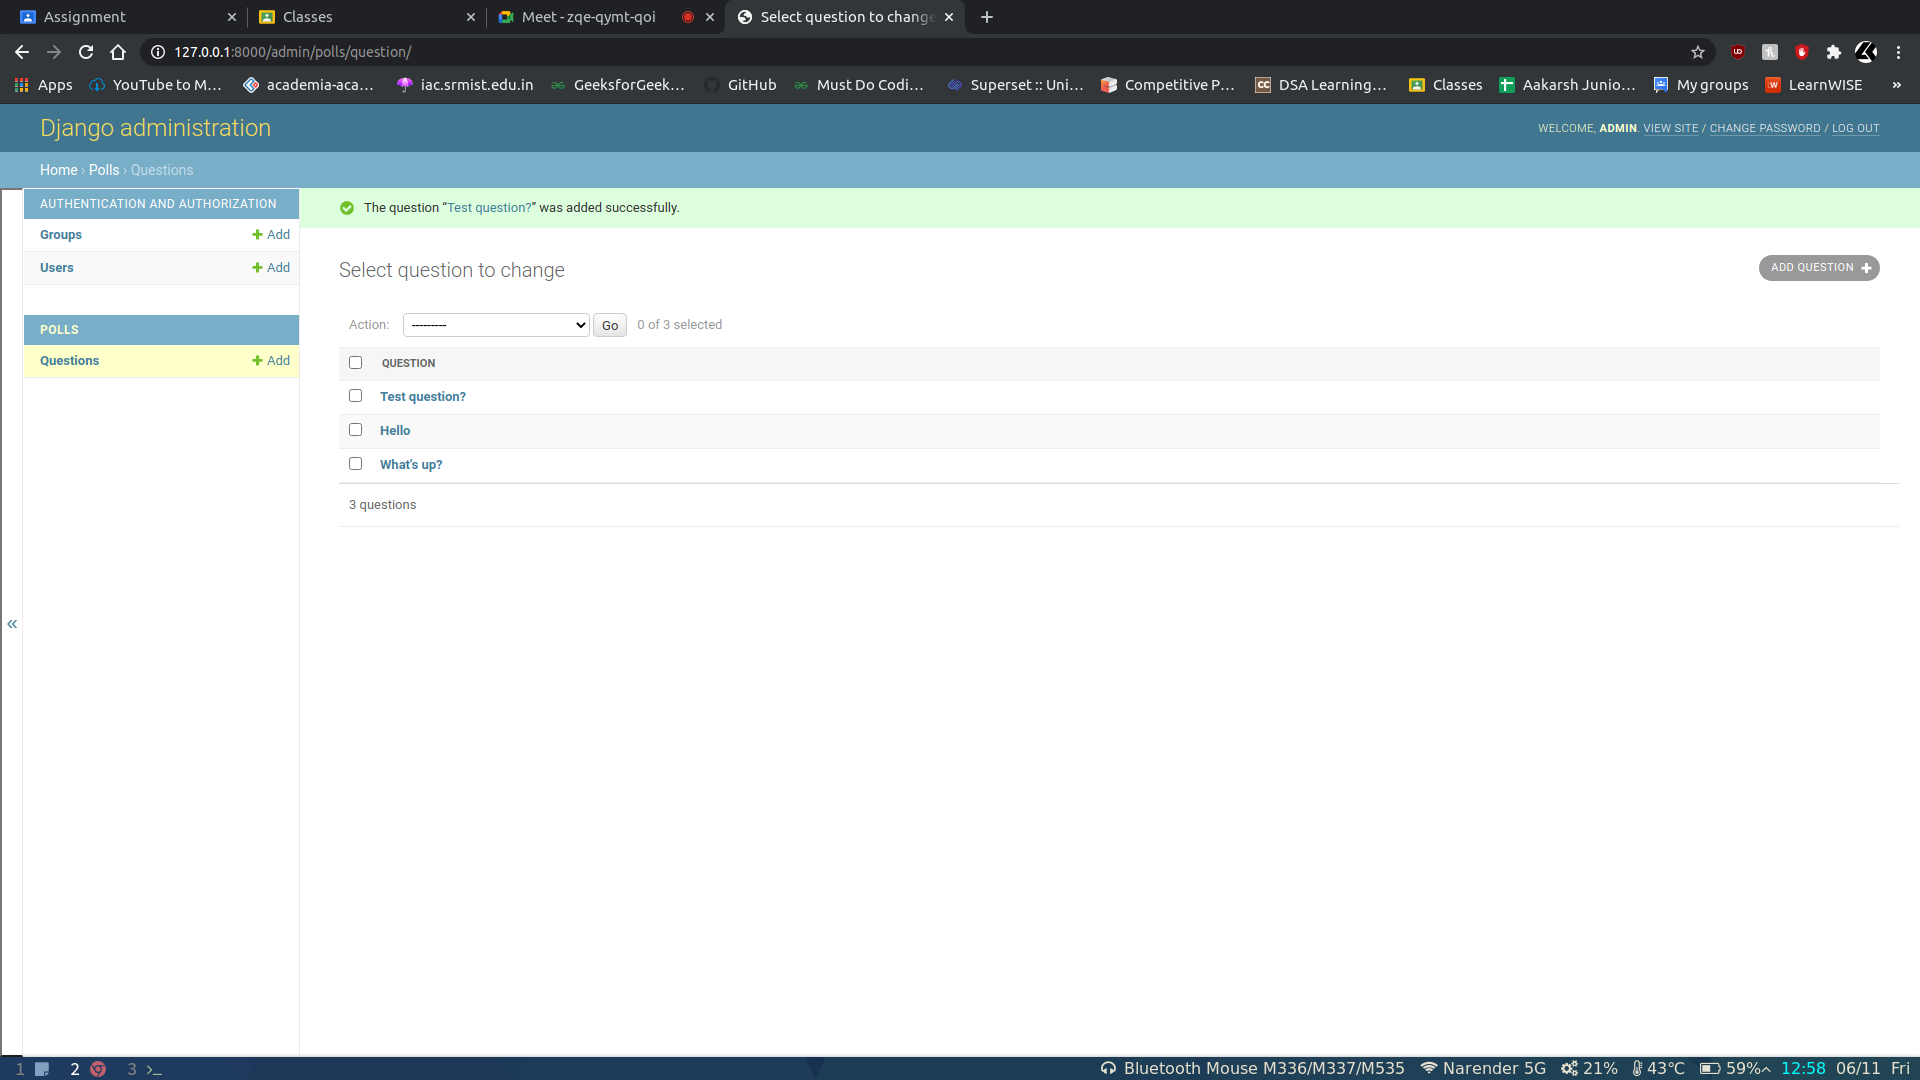 Assignment
Classes
Meet - zqe-qymt-qoi
Select question to change
127.0.0.1:8000/admin/polls/question/
Apps
YouTube to M...
academia-aca...
iac.srmist.edu.in
GeeksforGeek...
GitHub
Must Do Codi...
Superset :: Uni...
Competitive P...
CC DSA Learning...
Classes
Aakarsh Junio...
My groups
LearnWISE
»
Django administration
WELCOME, ADMIN. VIEW SITE / CHANGE PASSWORD / LOG OUT
Home › Polls › Questions
AUTHENTICATION AND AUTHORIZATION
Groups + Add
Users + Add
POLLS
Questions + Add
«
The question “Test question?” was added successfully.
Select question to change
ADD QUESTION +
Action: --------- Go 0 of 3 selected
QUESTION
Test question?
Hello
What's up?
3 questions
1 2 3 >_
Bluetooth Mouse M336/M337/M535 Narender 5G 21% 43°C 59% 12:58 06/11 Fri